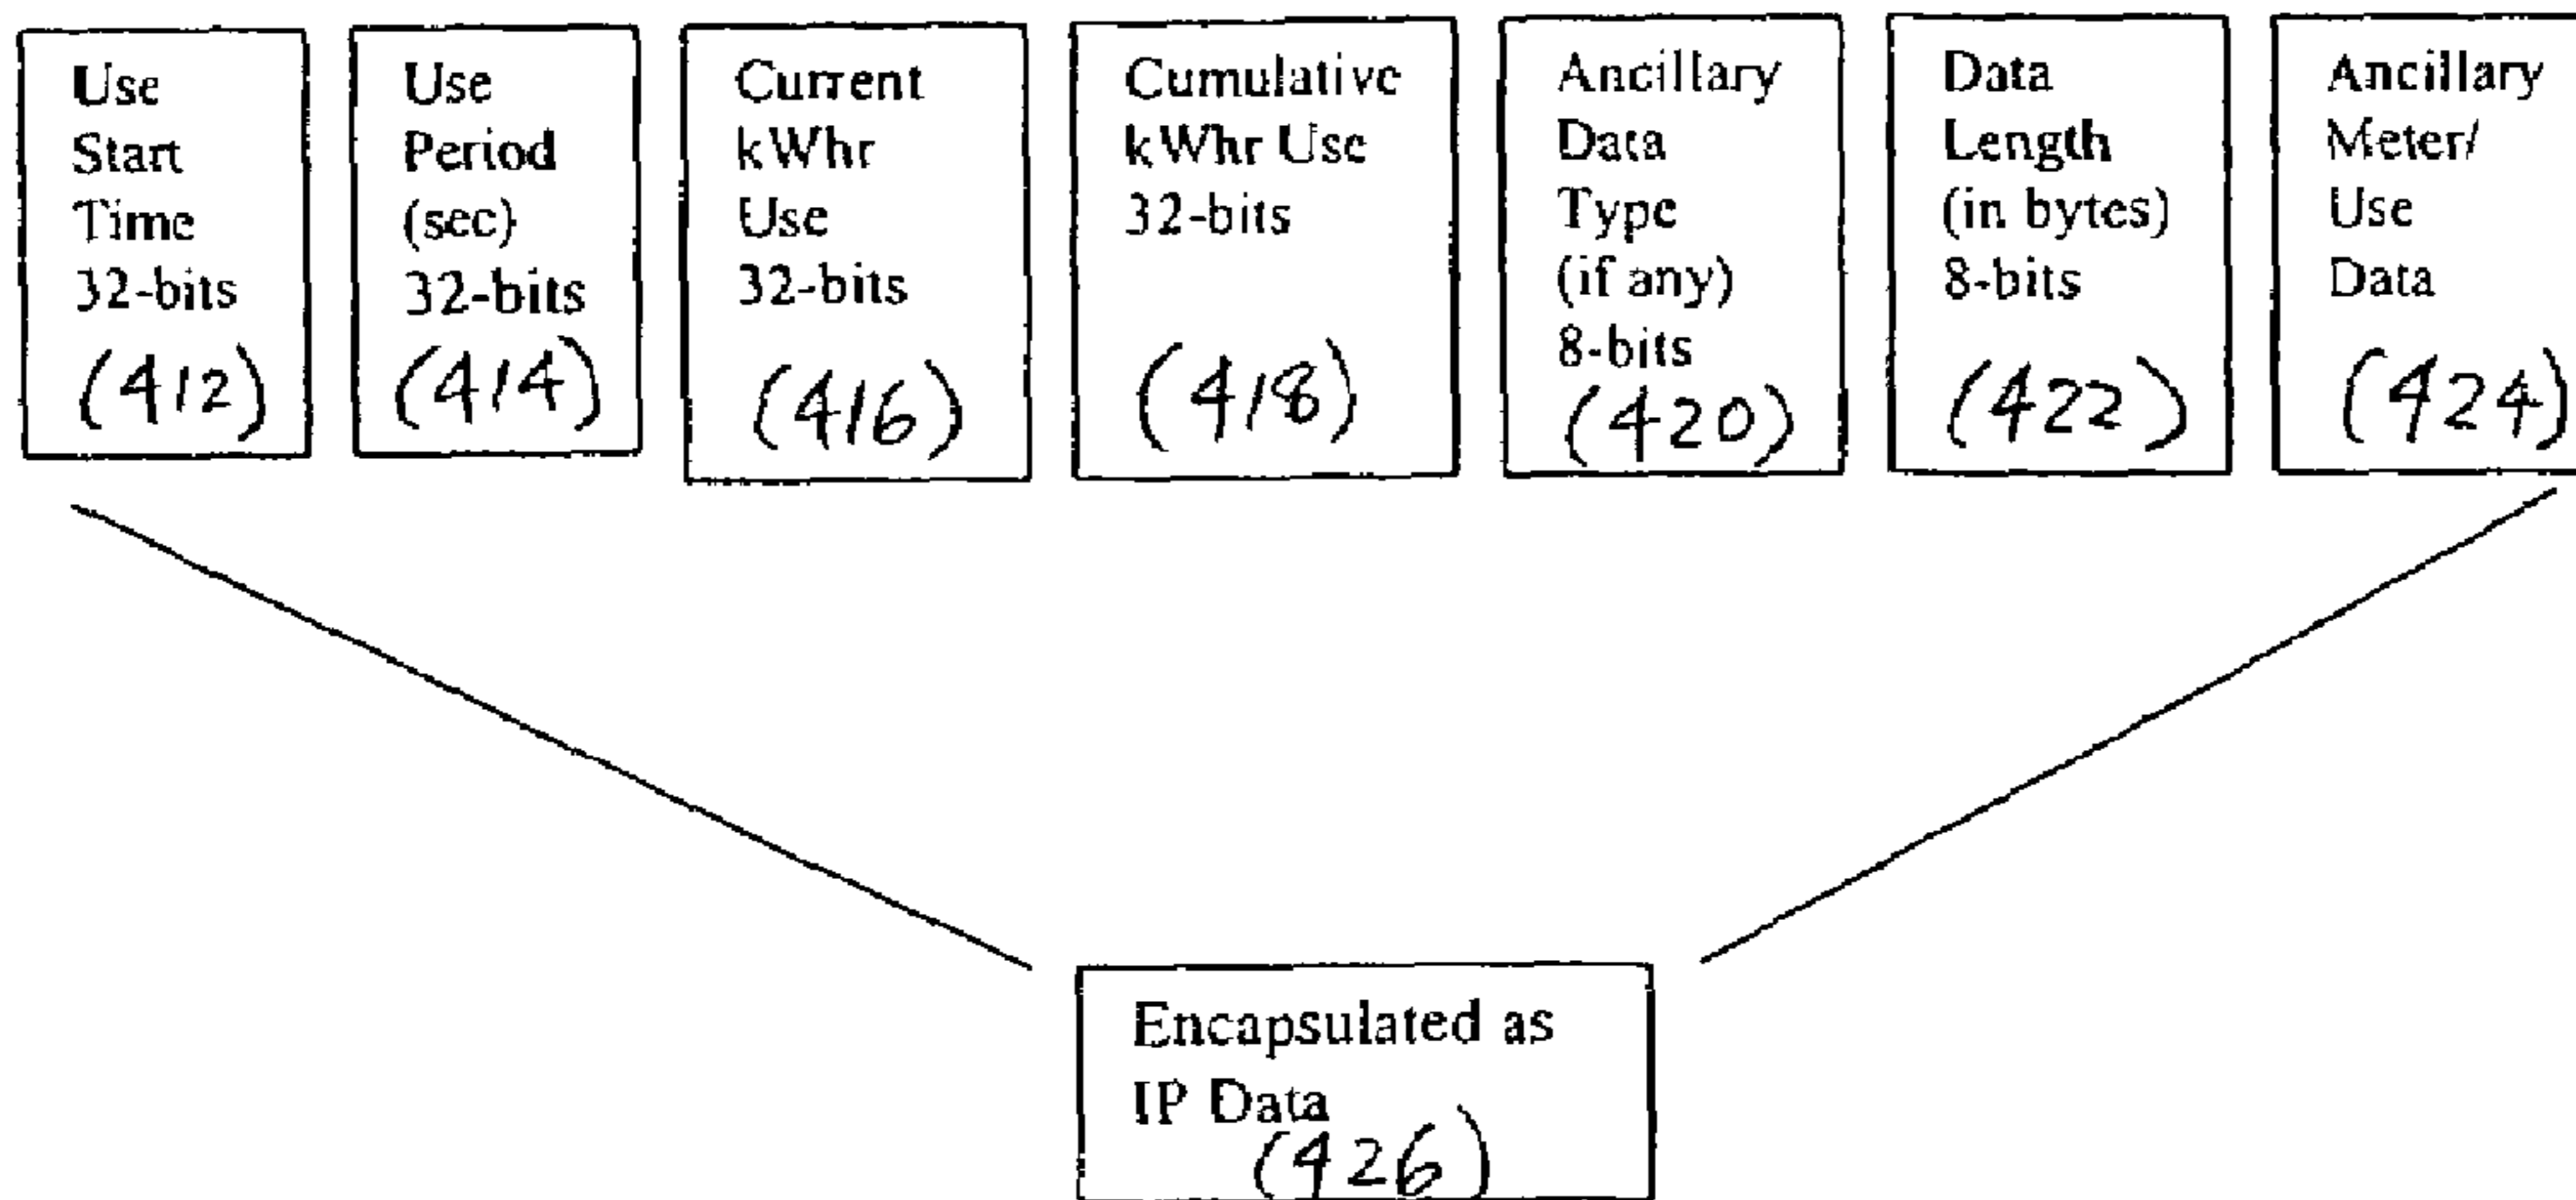 Use
Start
Time
32-bits
(412)
Use
Period
(sec)
32-bits
(414)
Current
kWhr
Use
32-bits
(416)
Cumulative
kWhr Use
32-bits
(418)
Ancillary
Data
Type
(if any)
8-bits
(420)
Data
Length
(in bytes)
8-bits
(422)
Ancillary
Meter/
Use
Data
(424)
Encapsulated as
IP Data
(426)